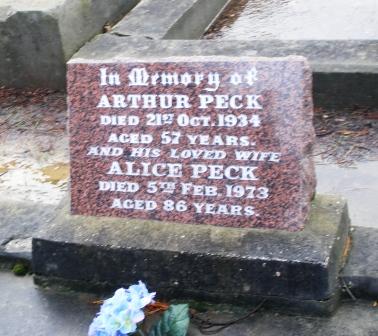 In Memory of
ARTHUR PECK
DIED 21ST OCT. 1934
AGED 57 YEARS.
AND HIS LOVED WIFE
ALICE PECK
DIED 5TH FEB. 1973
AGED 86 YEARS.